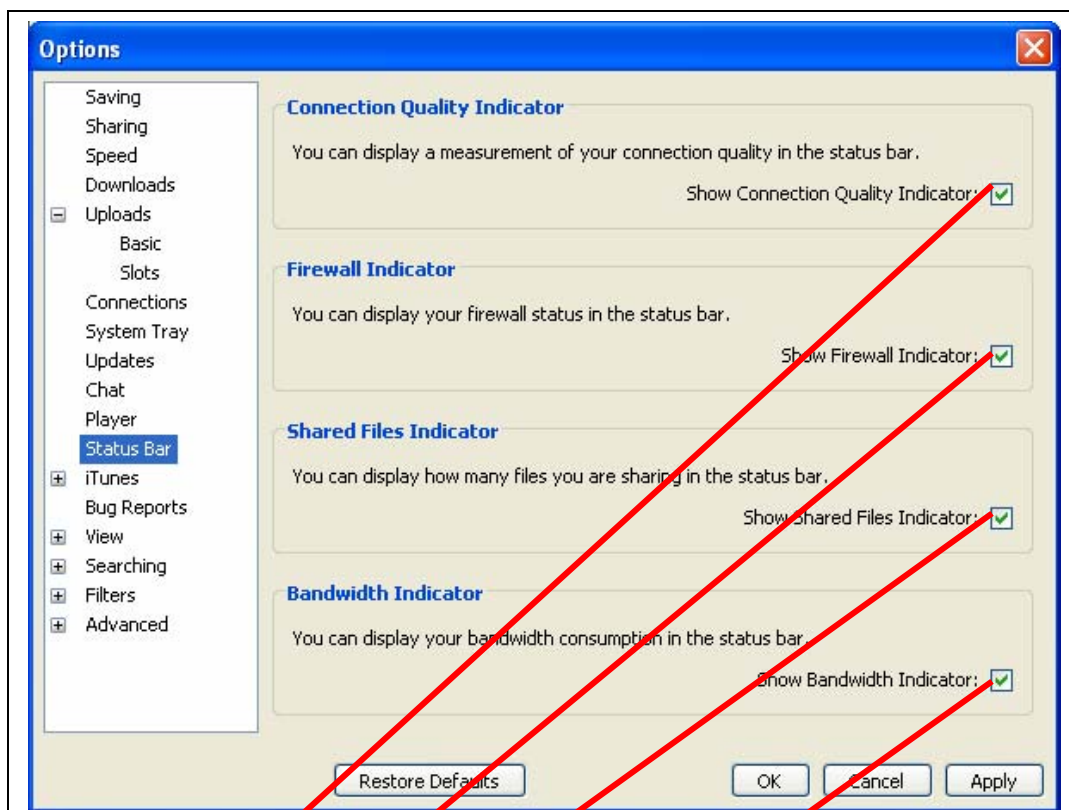 Options
Saving
Sharing
Speed
Downloads
Uploads
Basic
Slots
Connections
System Tray
Updates
Chat
Player
Status Bar
iTunes
Bug Reports
View
Searching
Filters
Advanced
Connection Quality Indicator
You can display a measurement of your connection quality in the status bar.
Show Connection Quality Indicator:
Firewall Indicator
You can display your firewall status in the status bar.
Show Firewall Indicator:
Shared Files Indicator
You can display how many files you are sharing in the status bar.
Show Shared Files Indicator:
Bandwidth Indicator
You can display your bandwidth consumption in the status bar.
Show Bandwidth Indicator:
Restore Defaults
OK
Cancel
Apply